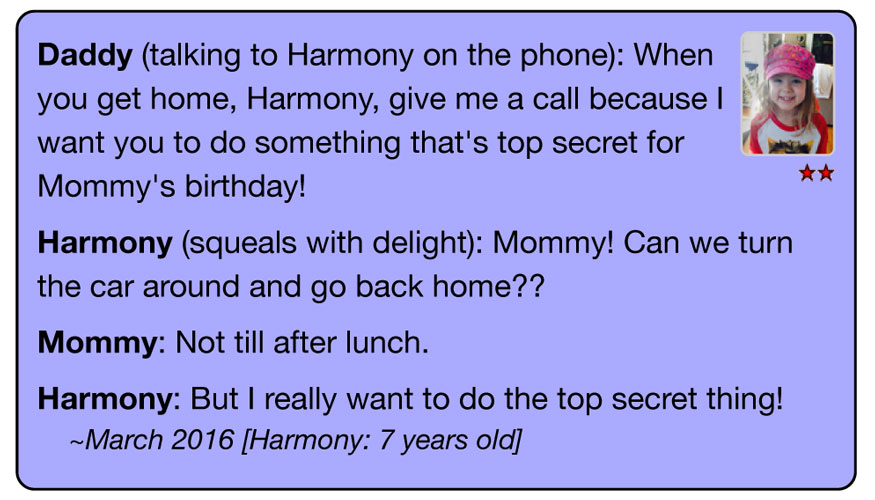 Daddy (talking to Harmony on the phone): When
you get home, Harmony, give me a call because I
want you to do something that's top secret for
Mommy's birthday!
Harmony (squeals with delight): Mommy! Can we turn
the car around and go back home??
Mommy: Not till after lunch.
Harmony: But I really want to do the top secret thing!
~March 2016 [Harmony: 7 years old]